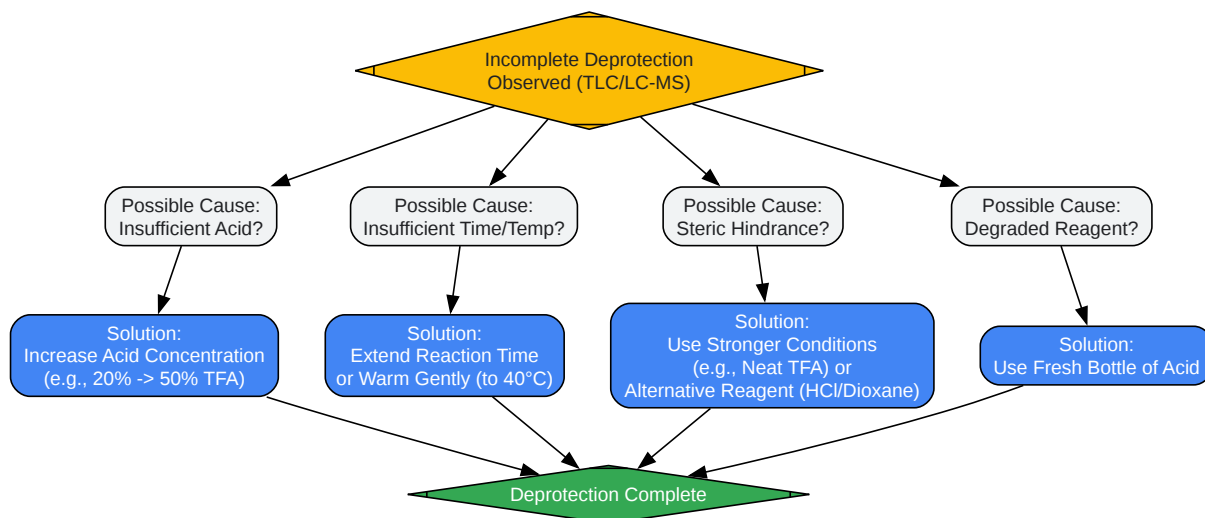 Incomplete Deprotection
Observed (TLC/LC-MS)
Possible Cause:
Insufficient Acid?
Possible Cause:
Insufficient Time/Temp?
Possible Cause:
Steric Hindrance?
Possible Cause:
Degraded Reagent?
Solution:
Increase Acid Concentration
(e.g., 20% -> 50% TFA)
Solution:
Extend Reaction Time
or Warm Gently (to 40°C)
Solution:
Use Stronger Conditions
(e.g., Neat TFA) or
Alternative Reagent (HCl/Dioxane)
Solution:
Use Fresh Bottle of Acid
Deprotection Complete